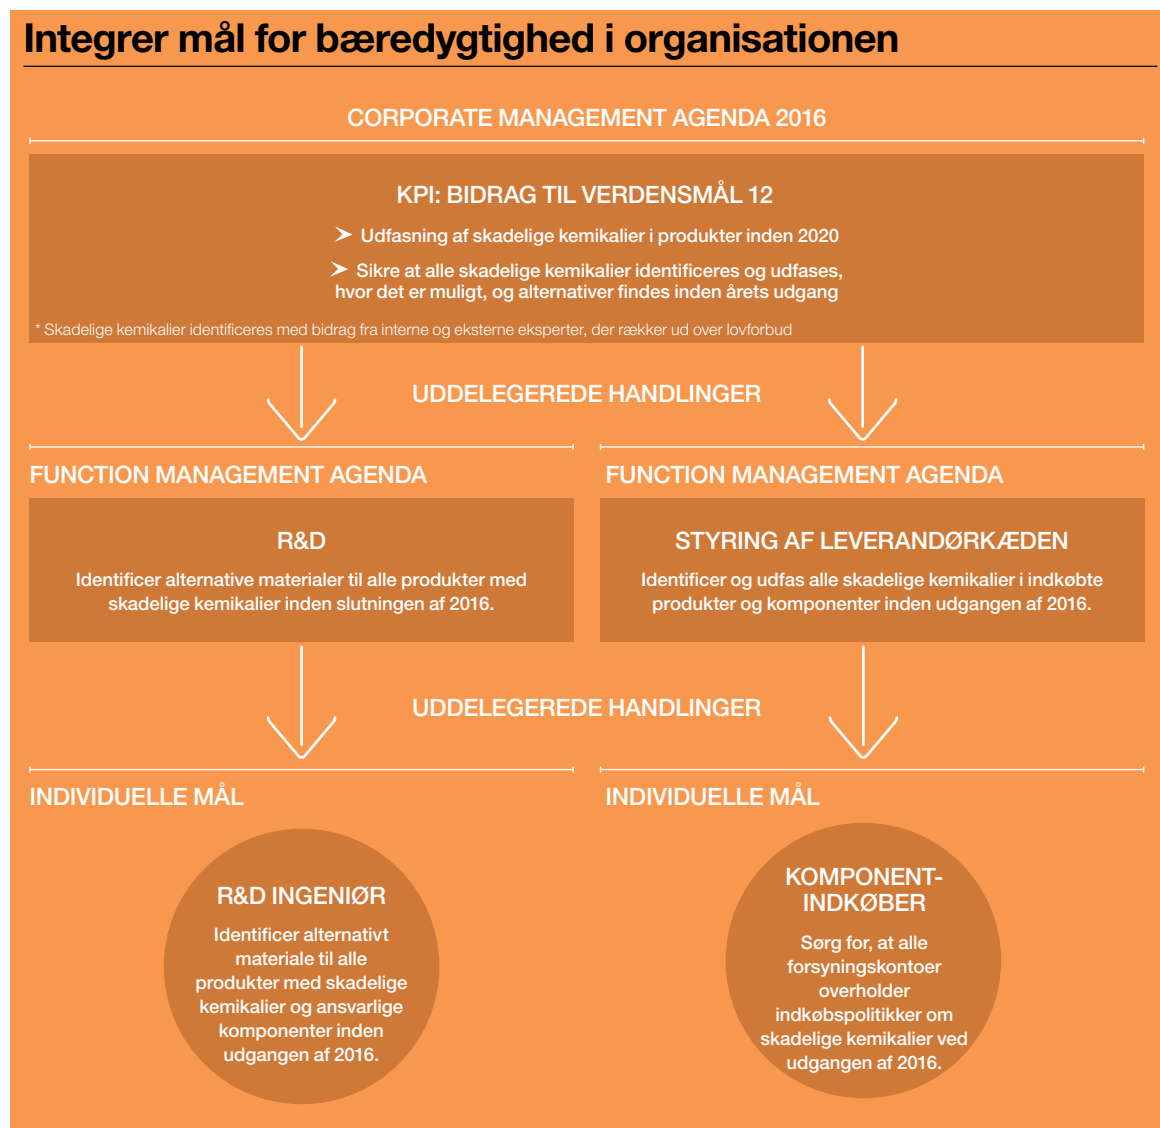 Integrer mål for bæredygtighed i organisationen
CORPORATE MANAGEMENT AGENDA 2016
KPI: BIDRAG TIL VERDENSMÅL 12
➤ Udfasning af skadelige kemikalier i produkter inden 2020
➤ Sikre at alle skadelige kemikalier identificeres og udfases,
hvor det er muligt, og alternativer findes inden årets udgang
* Skadelige kemikalier identificeres med bidrag fra interne og eksterne eksperter, der rækker ud over lovforbud
UDDELEGEREDE HANDLINGER
FUNCTION MANAGEMENT AGENDA
R&D
Identificer alternative materialer til alle produkter med
skadelige kemikalier inden slutningen af 2016.
FUNCTION MANAGEMENT AGENDA
STYRING AF LEVERANDØRKÆDEN
Identificer og udfas alle skadelige kemikalier i indkøbte
produkter og komponenter inden udgangen af 2016.
UDDELEGEREDE HANDLINGER
INDIVIDUELLE MÅL
R&D INGENIØR
Identificer alternativt
materiale til alle
produkter med skadelige
kemikalier og ansvarlige
komponenter inden
udgangen af 2016.
INDIVIDUELLE MÅL
KOMPONENT-
INDKØBER
Sørg for, at alle
forsyningskontoer
overholder
indkøbspolitikker om
skadelige kemikalier ved
udgangen af 2016.